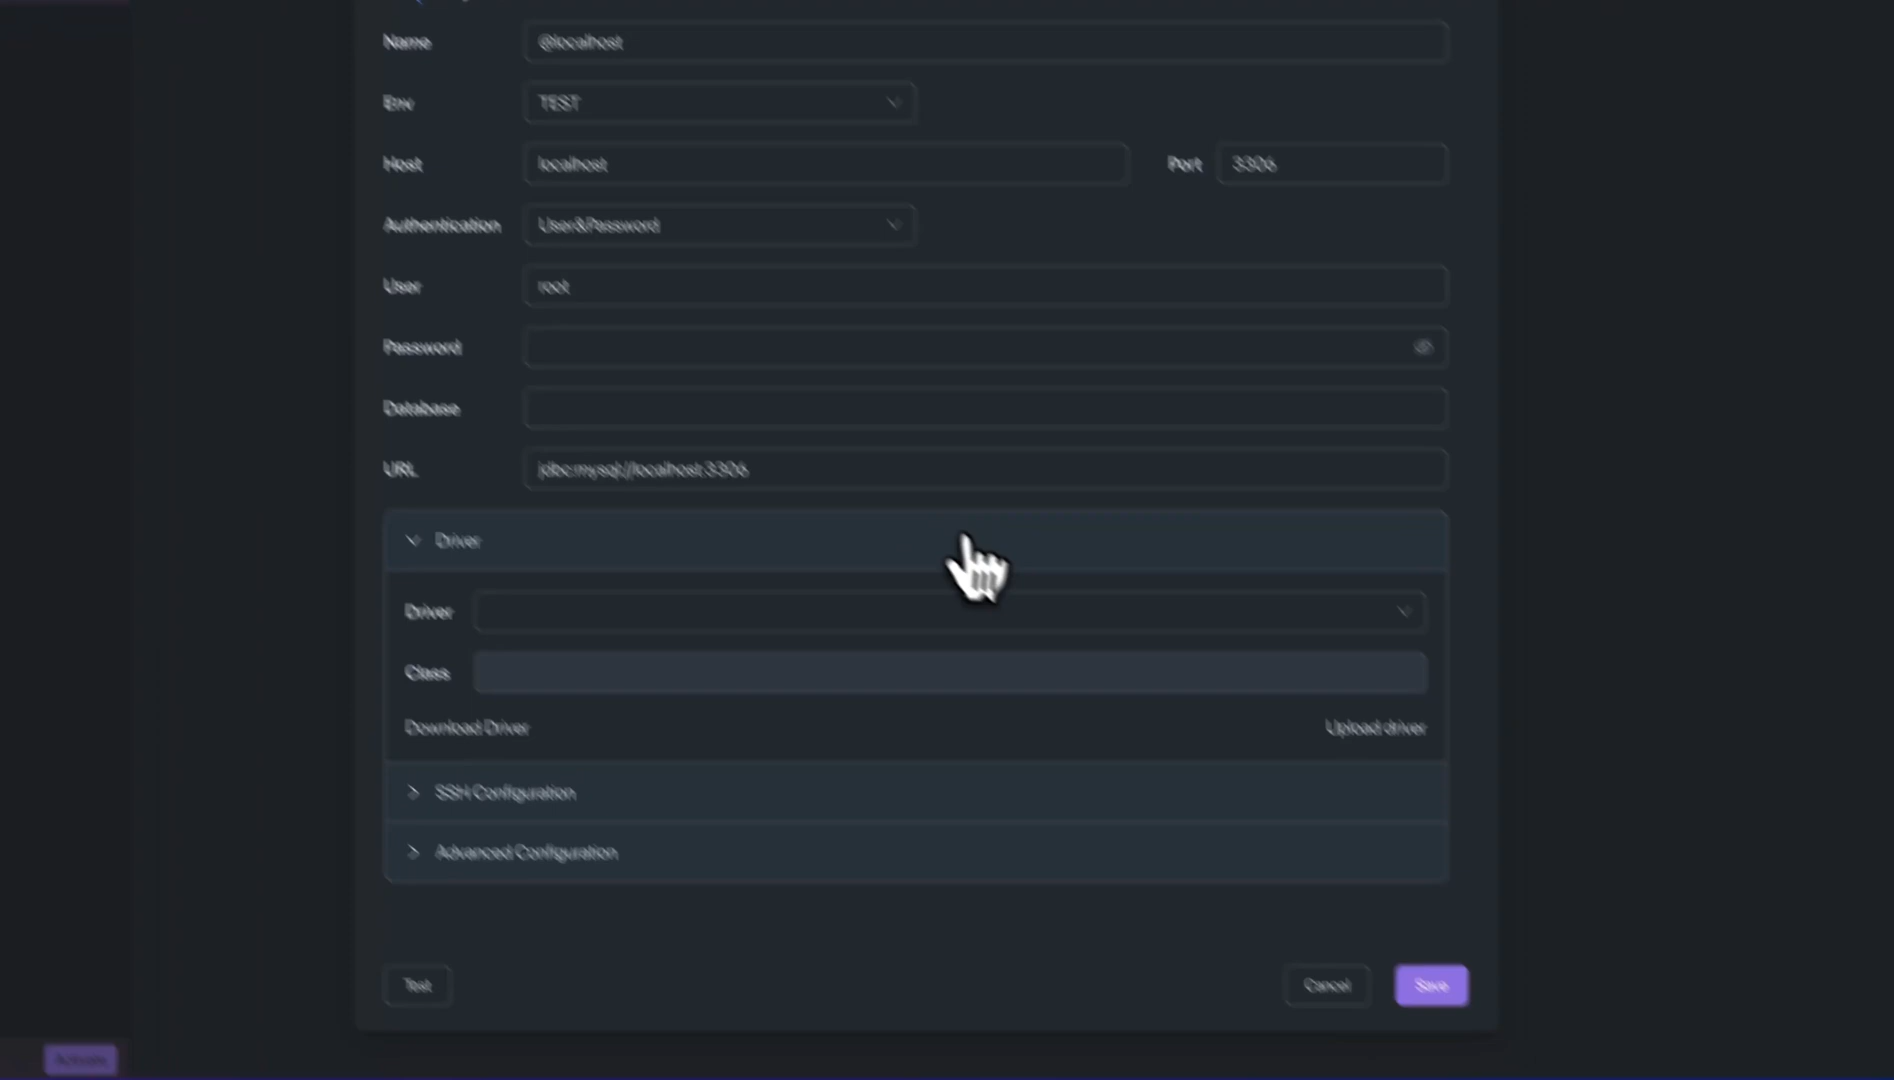 Name @localhost
Env TEST
Host localhost Port 3306
Authentication User&Password
User root
Password
Database
URL jdbc:mysql://localhost:3306
Driver
Driver
Class
Download Driver Upload driver
SSH Configuration
Advanced Configuration
Test Cancel Save
Activate